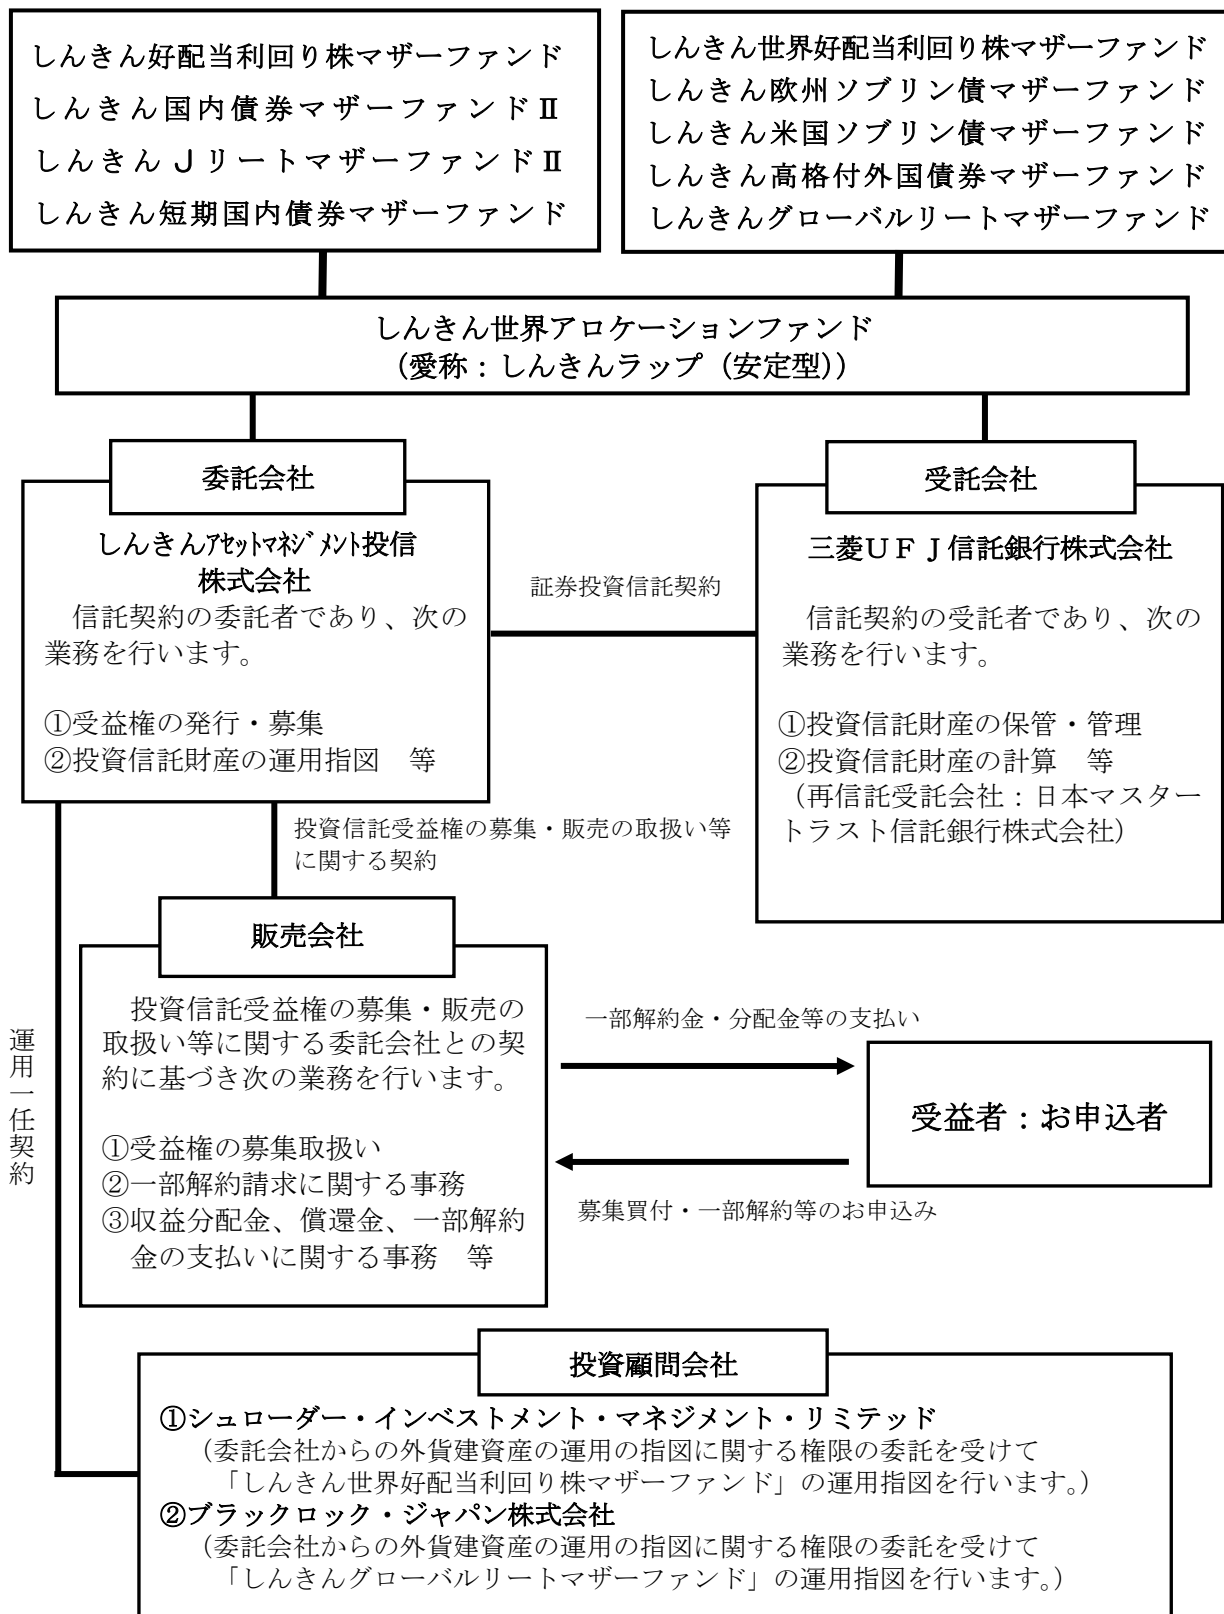 しんきん好配当利回り株マザーファンド
しんきん国内債券マザーファンドⅡ
しんきんJリートマザーファンドⅡ
しんきん短期国内債券マザーファンド
しんきん世界好配当利回り株マザーファンド
しんきん欧州ソブリン債マザーファンド
しんきん米国ソブリン債マザーファンド
しんきん高格付外国債券マザーファンド
しんきんグローバルリートマザーファンド
しんきん世界アロケーションファンド
（愛称：しんきんラップ（安定型））
委託会社
しんきんｱｾｯﾄﾏﾈｼﾞﾒﾝﾄ投信
株式会社
信託契約の委託者であり、次の
業務を行います。
①受益権の発行・募集
②投資信託財産の運用指図　等
証券投資信託契約
受託会社
三菱ＵＦＪ信託銀行株式会社
信託契約の受託者であり、次の
業務を行います。
①投資信託財産の保管・管理
②投資信託財産の計算　等
（再信託受託会社：日本マスター
トラスト信託銀行株式会社）
投資信託受益権の募集・販売の取扱い等
に関する契約
販売会社
投資信託受益権の募集・販売の
取扱い等に関する委託会社との契
約に基づき次の業務を行います。
①受益権の募集取扱い
②一部解約請求に関する事務
③収益分配金、償還金、一部解約
金の支払いに関する事務　等
一部解約金・分配金等の支払い
受益者：お申込者
募集買付・一部解約等のお申込み
運用一任契約
投資顧問会社
①シュローダー・インベストメント・マネジメント・リミテッド
（委託会社からの外貨建資産の運用の指図に関する権限の委託を受けて
「しんきん世界好配当利回り株マザーファンド」の運用指図を行います。）
②ブラックロック・ジャパン株式会社
（委託会社からの外貨建資産の運用の指図に関する権限の委託を受けて
「しんきんグローバルリートマザーファンド」の運用指図を行います。）